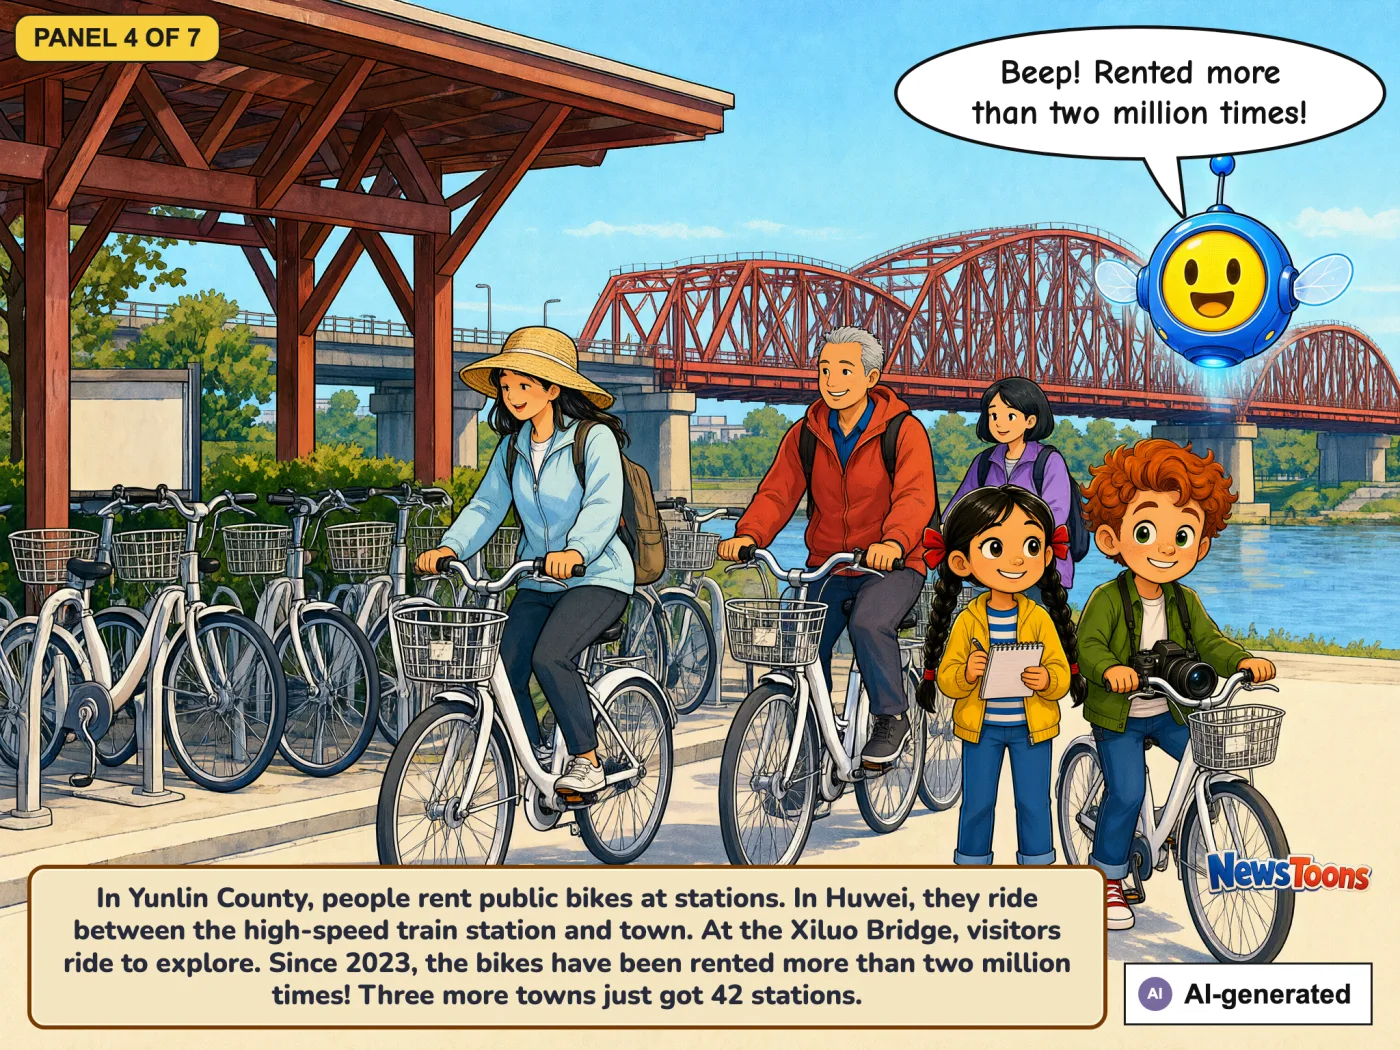 PANEL 4 OF 7
Beep! Rented more
than two million times!
In Yunlin County, people rent public bikes at stations. In Huwei, they ride
between the high-speed train station and town. At the Xiluo Bridge, visitors
ride to explore. Since 2023, the bikes have been rented more than two million
times! Three more towns just got 42 stations.
NewsToons
AI AI-generated